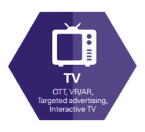 TV
OTT, VR/AR,
Targeted advertising,
Interactive TV